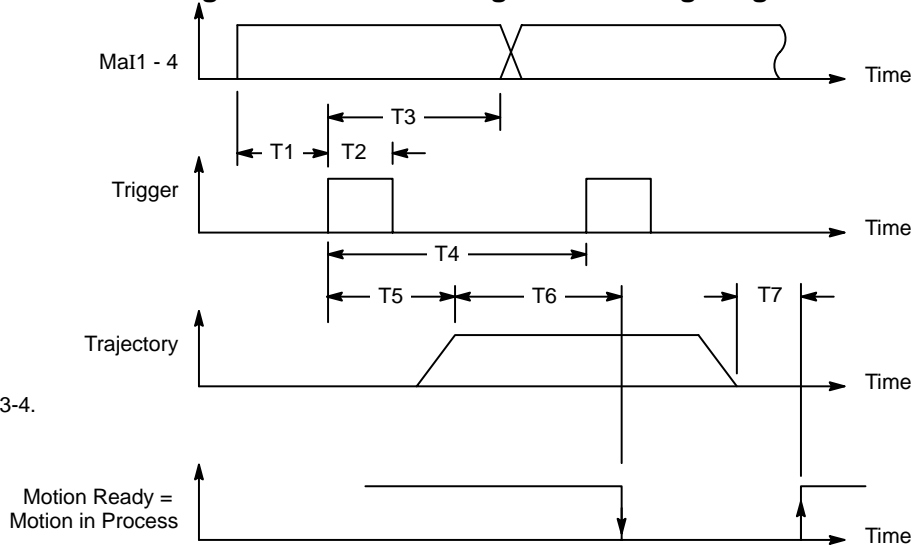 MaI1 - 4
Time
T3
T1
T2
Trigger
Time
T4
T5
T6
T7
Trajectory
Time
3-4.
Motion Ready =
Motion in Process
Time